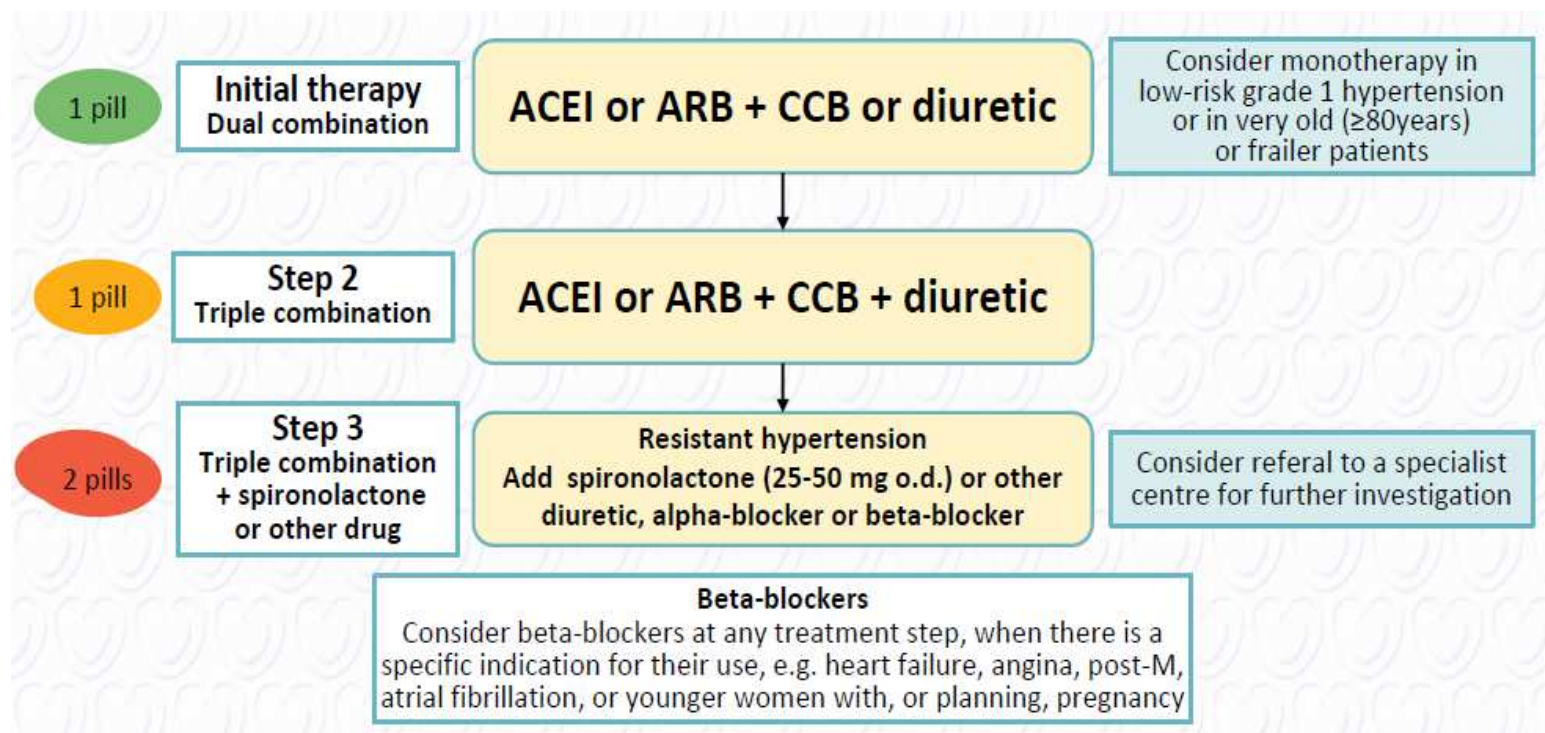 1 pill
Initial therapy
Dual combination
ACEI or ARB + CCB or diuretic
Consider monotherapy in
low-risk grade 1 hypertension
or in very old (≥80years)
or frailer patients
1 pill
Step 2
Triple combination
ACEI or ARB + CCB + diuretic
2 pills
Step 3
Triple combination
+ spironolactone
or other drug
Resistant hypertension
Add spironolactone (25-50 mg o.d.) or other
diuretic, alpha-blocker or beta-blocker
Consider referal to a specialist
centre for further investigation
Beta-blockers
Consider beta-blockers at any treatment step, when there is a
specific indication for their use, e.g. heart failure, angina, post-M,
atrial fibrillation, or younger women with, or planning, pregnancy